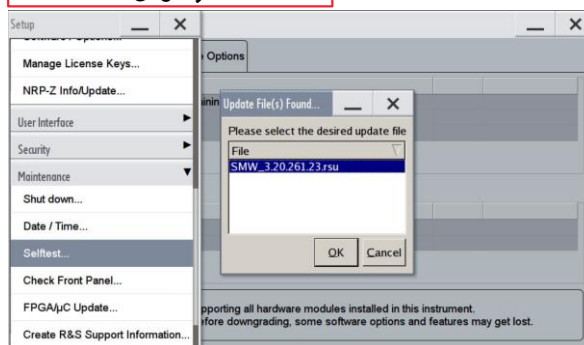 Setup
Manage License Keys...
NRP-Z Info/Update...
User Interface
Security
Maintenance
Shut down...
Date / Time...
Selftest...
Check Front Panel...
FPGA/µC Update...
Create R&S Support Information...
Options
Update File(s) Found...
Please select the desired update file
File
SMW_3.20.261.23.rsu
OK
Cancel
pporting all hardware modules installed in this instrument.
efore downgrading, some software options and features may get lost.